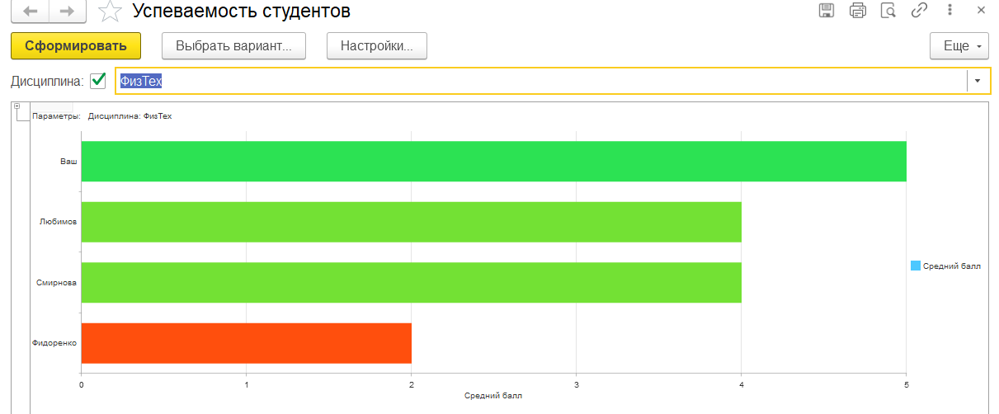 Успеваемость студентов
Сформировать
Выбрать вариант...
Настройки...
Еще
Дисциплина:
ФизТех
Параметры: Дисциплина: ФизТех
Ваш
Любимов
Смирнова
Фидоренко
Средний балл
0 1 2 3 4 5
Средний балл